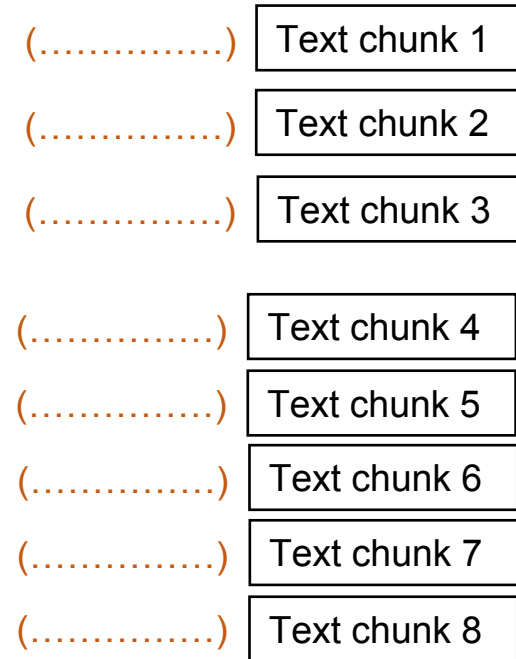 (……………) Text chunk 1
(……………) Text chunk 2
(……………) Text chunk 3
(……………) Text chunk 4
(……………) Text chunk 5
(……………) Text chunk 6
(……………) Text chunk 7
(……………) Text chunk 8